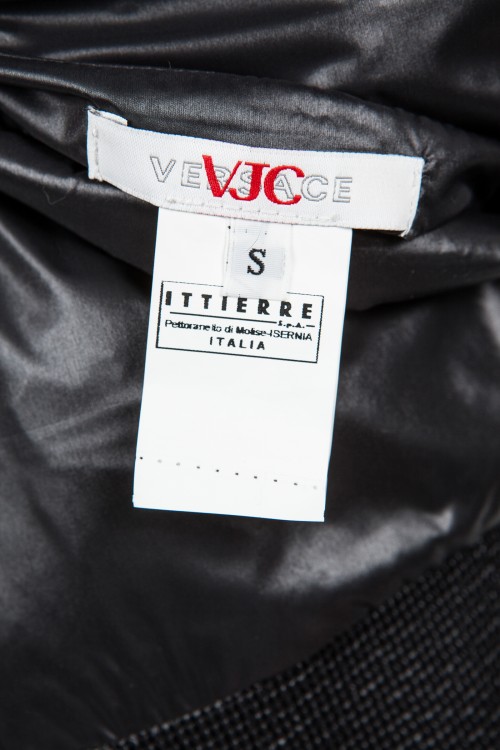 VERSACE
VJC
S
ITTIERRE
s.p.a.
Pettoranello di Molise-ISERNIA
ITALIA